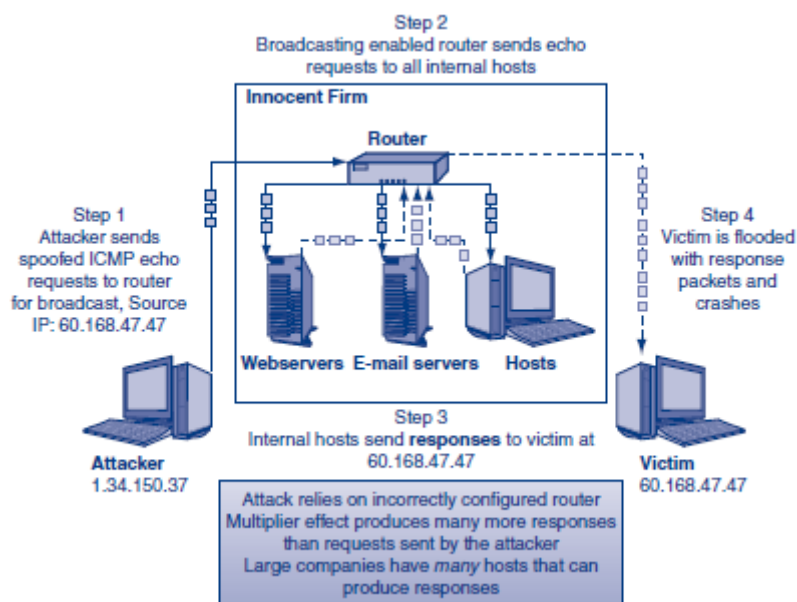 Step 2
Broadcasting enabled router sends echo
requests to all internal hosts
Innocent Firm
Router
Step 1
Attacker sends
spoofed ICMP echo
requests to router
for broadcast, Source
IP: 60.168.47.47
Step 4
Victim is flooded
with response
packets and
crashes
Webservers
E-mail servers
Hosts
Attacker
1.34.150.37
Step 3
Internal hosts send responses to victim at
60.168.47.47
Victim
60.168.47.47
Attack relies on incorrectly configured router
Multiplier effect produces many more responses
than requests sent by the attacker
Large companies have many hosts that can
produce responses